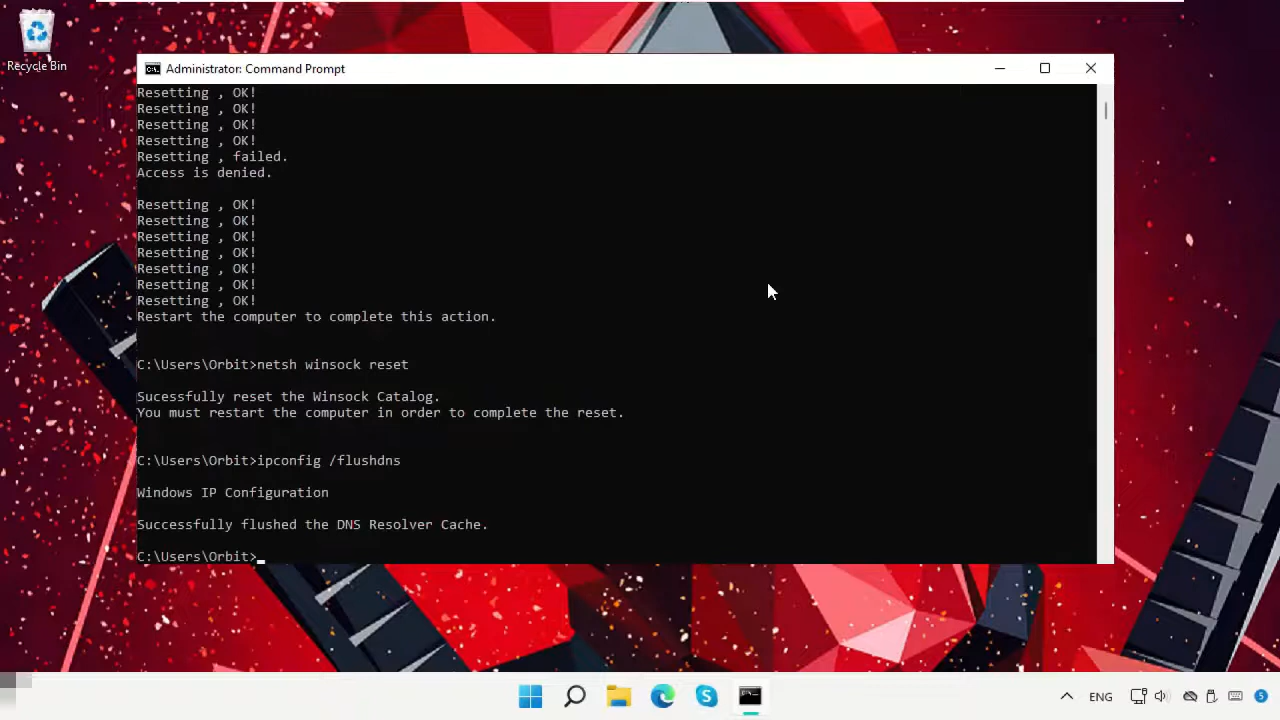 Recycle Bin
Administrator: Command Prompt
Resetting , OK!
Resetting , OK!
Resetting , OK!
Resetting , OK!
Resetting , failed.
Access is denied.
Resetting , OK!
Resetting , OK!
Resetting , OK!
Resetting , OK!
Resetting , OK!
Resetting , OK!
Resetting , OK!
Restart the computer to complete this action.
C:\Users\Orbit>netsh winsock reset
Sucessfully reset the Winsock Catalog.
You must restart the computer in order to complete the reset.
C:\Users\Orbit>ipconfig /flushdns
Windows IP Configuration
Successfully flushed the DNS Resolver Cache.
C:\Users\Orbit>
ENG
5